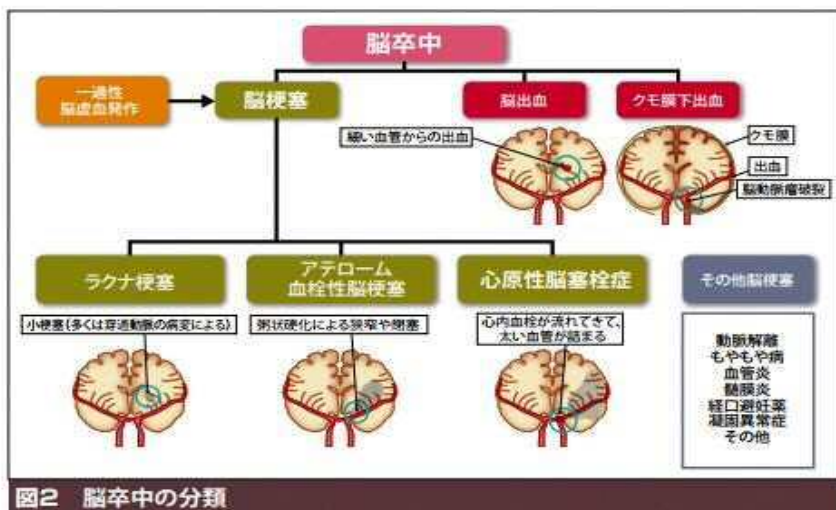 脳卒中
一過性
脳虚血発作
脳梗塞
脳出血
クモ膜下出血
細い血管からの出血
クモ膜
出血
脳動脈瘤破裂
ラクナ梗塞
アテローム
血栓性脳梗塞
心原性脳塞栓症
その他脳梗塞
小梗塞(多くは穿通動脈の病変による)
粥状硬化による狭窄や閉塞
心内血栓が流れてきて、
太い血管が詰まる
動脈解離
もやもや病
血管炎
髄膜炎
経口避妊薬
凝固異常症
その他
図2 脳卒中の分類